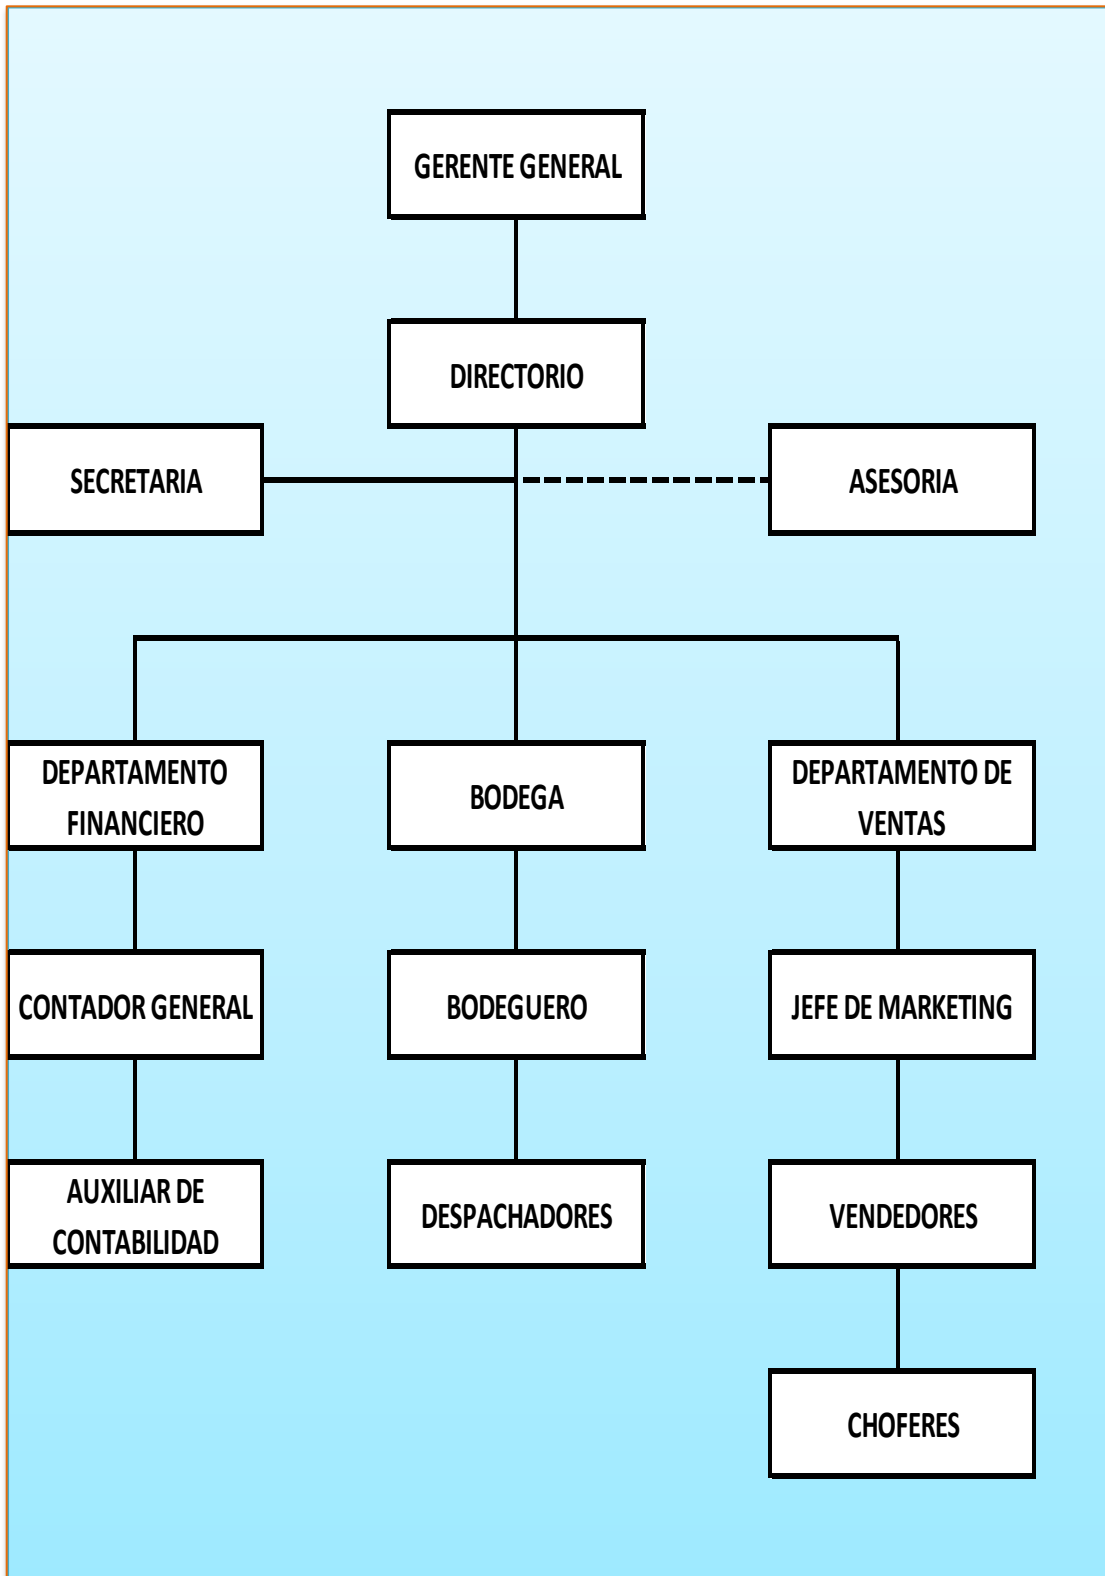 GERENTE GENERAL
DIRECTORIO
SECRETARIA
ASESORIA
DEPARTAMENTO
FINANCIERO
BODEGA
DEPARTAMENTO DE
VENTAS
CONTADOR GENERAL
BODEGUERO
JEFE DE MARKETING
AUXILIAR DE
CONTABILIDAD
DESPACHADORES
VENDEDORES
CHOFERES